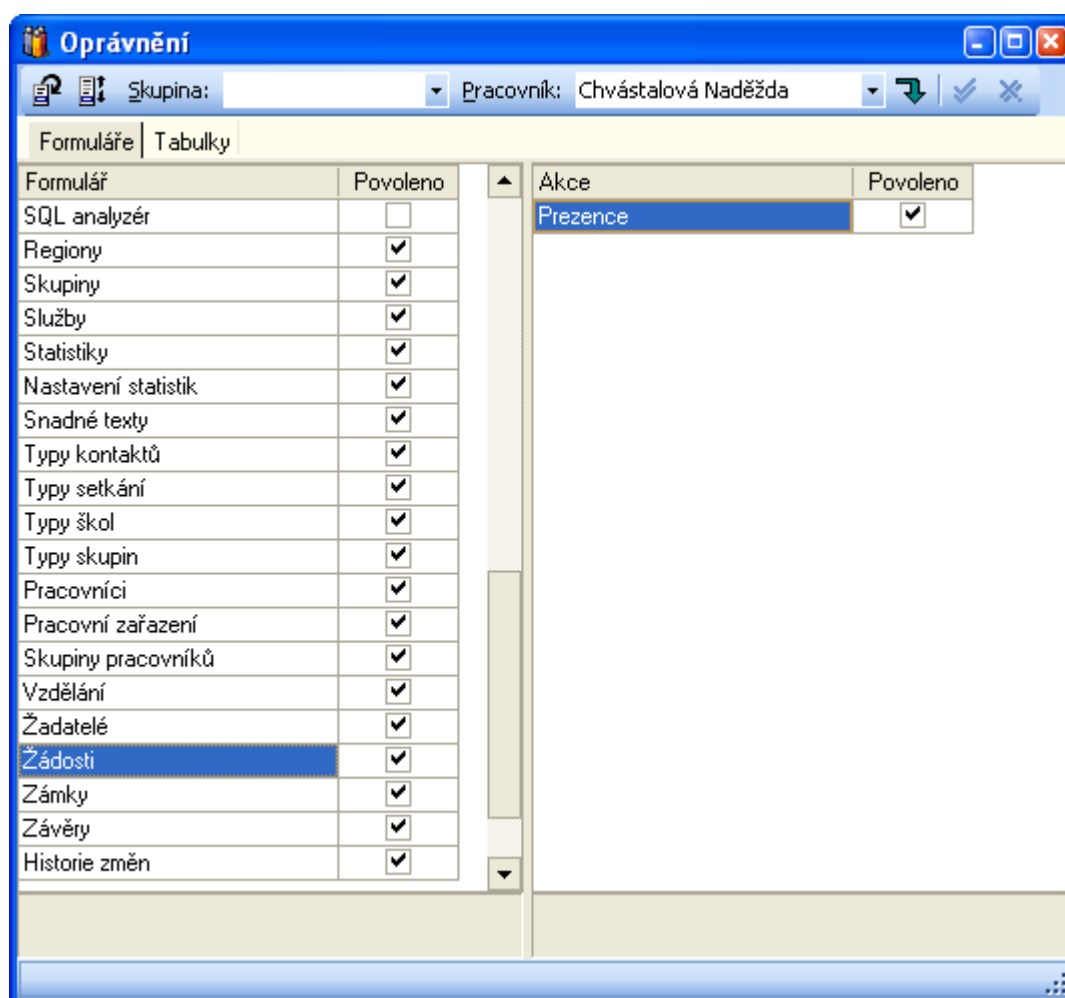 Oprávnění
Skupina: Pracovník: Chvástalová Naděžda
Formuláře Tabulky
Formulář Povoleno Akce Povoleno
SQL analyzér Prezence
Regiony
Skupiny
Služby
Statistiky
Nastavení statistik
Snadné texty
Typy kontaktů
Typy setkání
Typy škol
Typy skupin
Pracovníci
Pracovní zařazení
Skupiny pracovníků
Vzdělání
Žadatelé
Žádosti
Zámky
Závěry
Historie změn